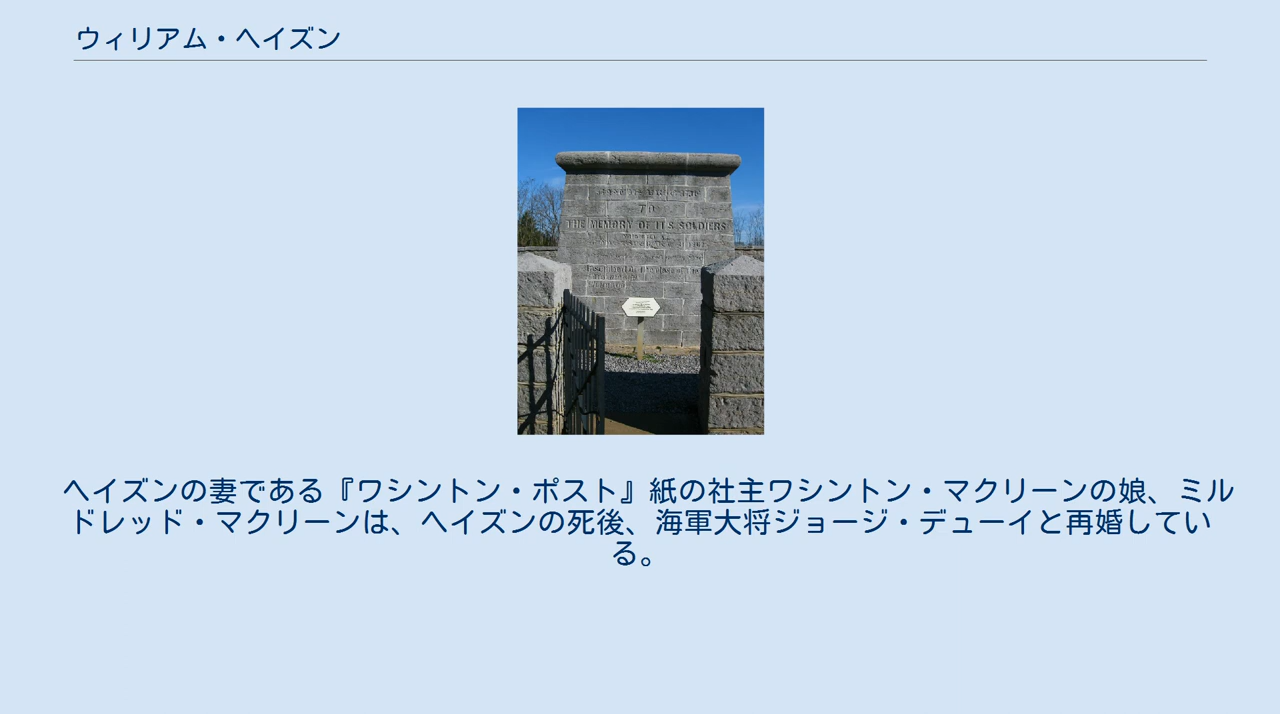 ウィリアム・ヘイズン
TO
THE MEMORY OF ITS SOLDIERS
ヘイズンの妻である『ワシントン・ポスト』紙の社主ワシントン・マクリーンの娘、ミル
ドレッド・マクリーンは、ヘイズンの死後、海軍大将ジョージ・デューイと再婚してい
る。